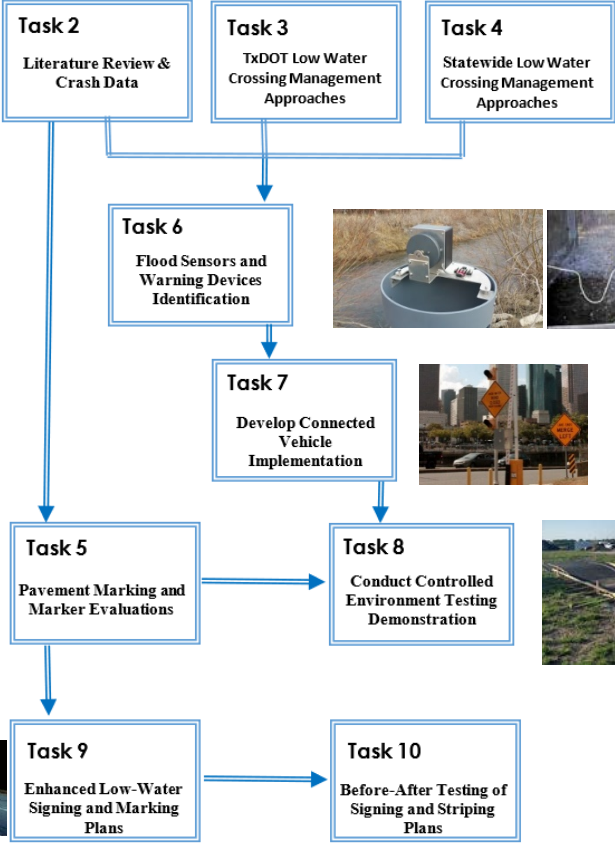 Task 2
Literature Review &
Crash Data
Task 3
TxDOT Low Water
Crossing Management
Approaches
Task 4
Statewide Low Water
Crossing Management
Approaches
Task 6
Flood Sensors and
Warning Devices
Identification
Task 7
Develop Connected
Vehicle
Implementation
MERGE
LEFT
Task 5
Pavement Marking and
Marker Evaluations
Task 8
Conduct Controlled
Environment Testing
Demonstration
Task 9
Enhanced Low-Water
Signing and Marking
Plans
Task 10
Before-After Testing of
Signing and Striping
Plans